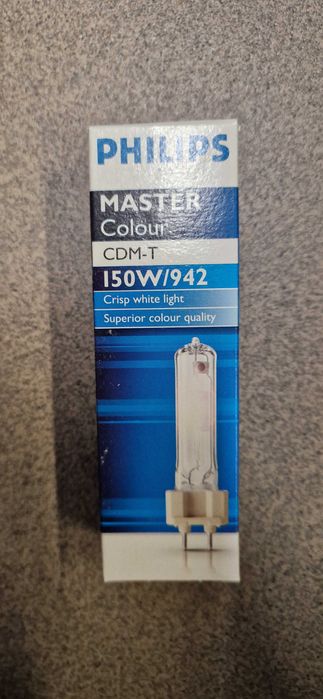 PHILIPS
MASTER
Colour
CDM-T
150W/942
Crisp white light
Superior colour quality